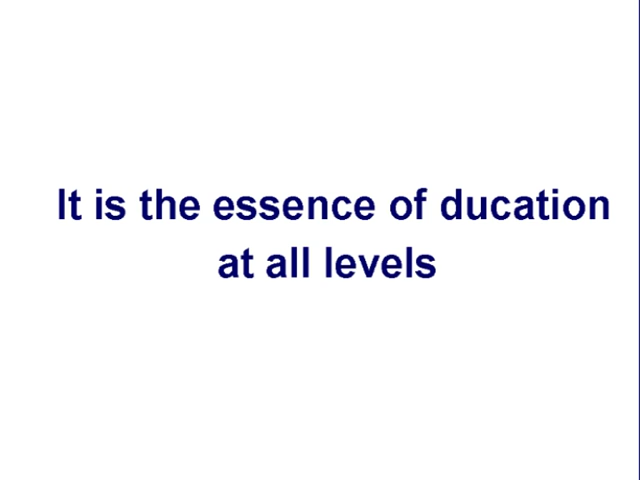 It is the essence of ducation
at all levels